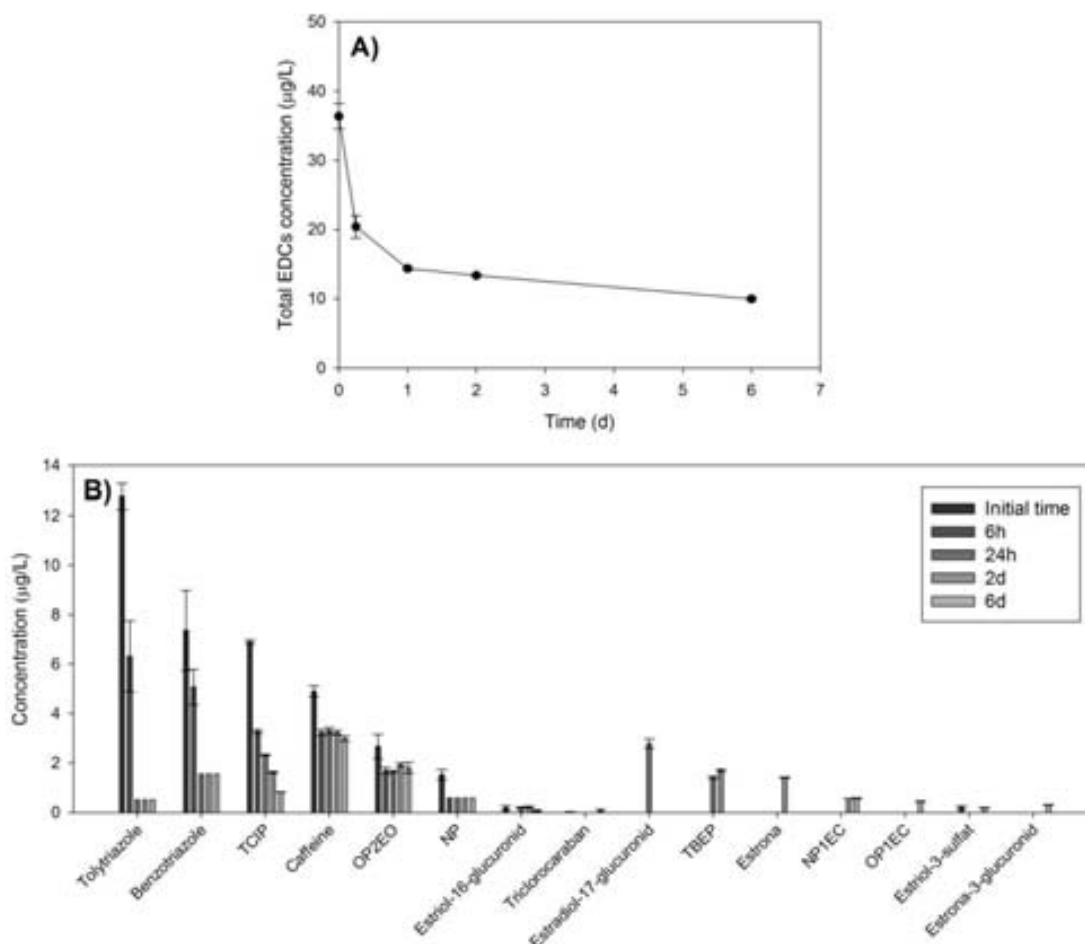 A)
Total EDCs concentration (µg/L)
50
40
30
20
10
0
0 1 2 3 4 5 6 7
Time (d)
B)
Concentration (µg/L)
14
12
10
8
6
4
2
0
Initial time
6h
24h
2d
6d
Tolytriazole
Benzotriazole
TCIP
Caffeine
OP2EO
NP
Estriol-16-glucuronid
Triclorocaraban
Estradiol-17-glucuronid
TBEP
Estrona
NP1EC
OP1EC
Estriol-3-sulfat
Estrona-3-glucuronid